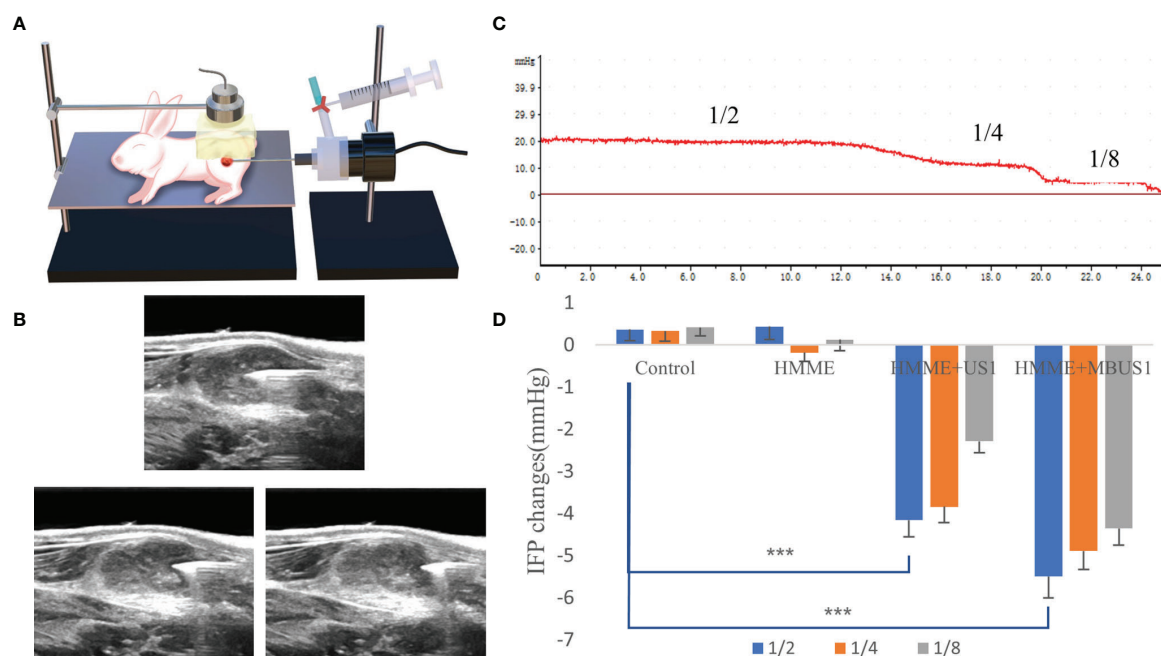 A
B
C
mmHg
39.9
29.9
20.0
10.0
0
-10.0
-20.0
1/2
1/4
1/8
0 2.0 4.0 6.0 8.0 10.0 12.0 14.0 16.0 18.0 20.0 22.0 24.0
D
IFP changes(mmHg)
1
0
-1
-2
-3
-4
-5
-6
-7
Control HMME HMME+US1 HMME+MBUS1
***
***
1/2 1/4 1/8